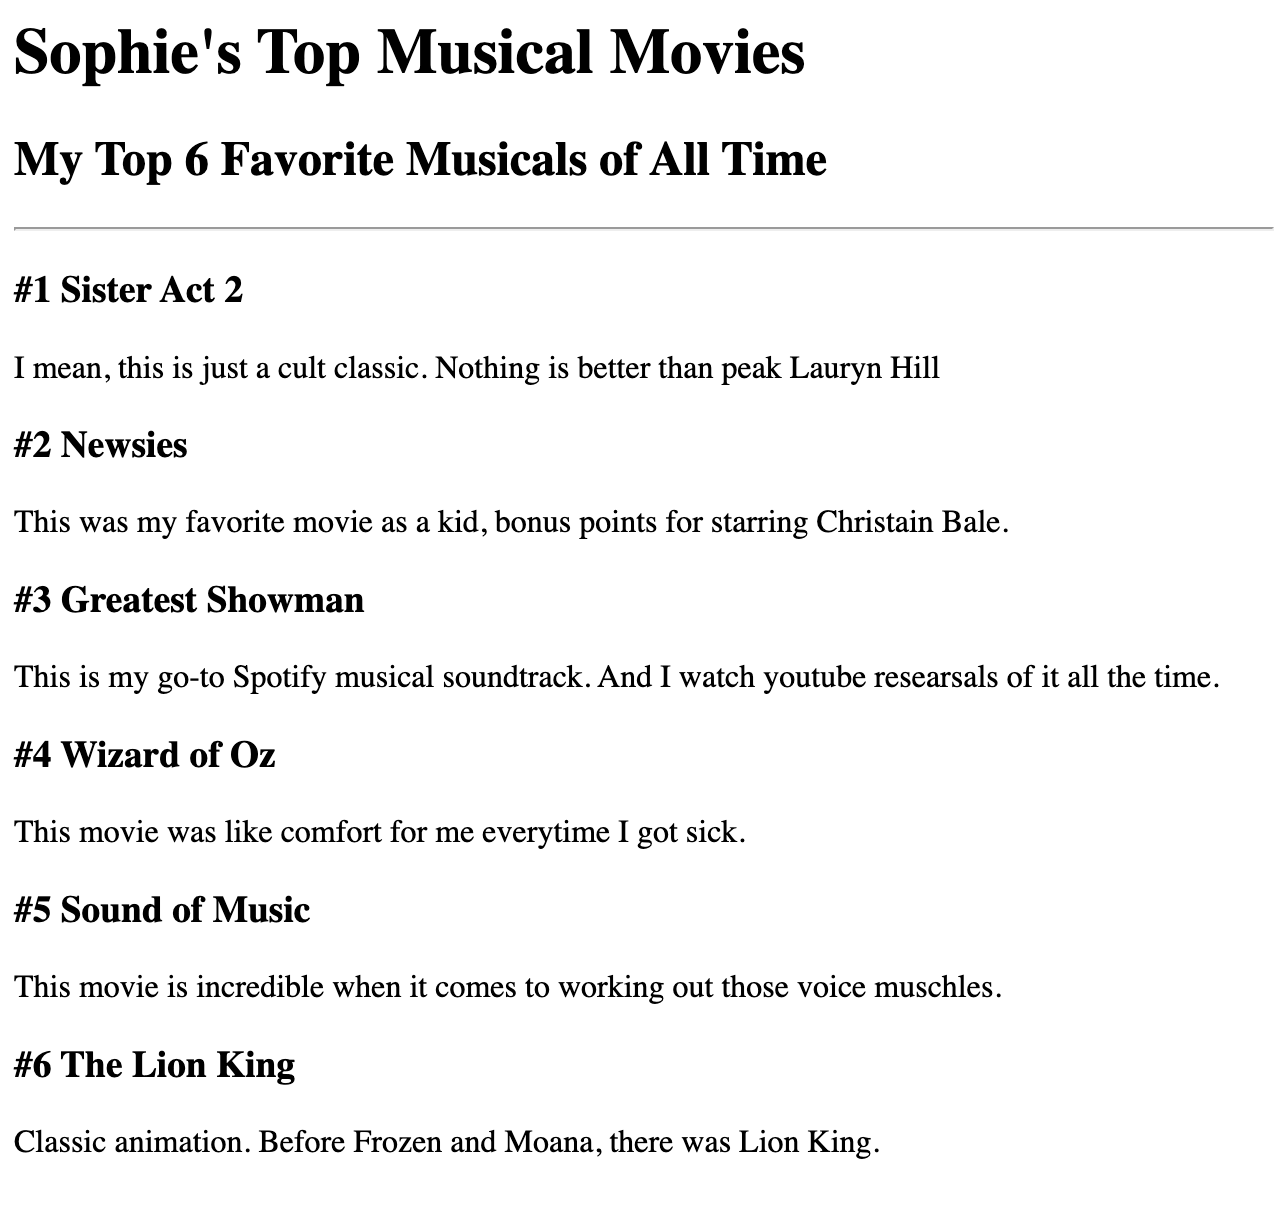 Sophie's Top Musical Movies
My Top 6 Favorite Musicals of All Time
#1 Sister Act 2
I mean, this is just a cult classic. Nothing is better than peak Lauryn Hill
#2 Newsies
This was my favorite movie as a kid, bonus points for starring Christain Bale.
#3 Greatest Showman
This is my go-to Spotify musical soundtrack. And I watch youtube researsals of it all the time.
#4 Wizard of Oz
This movie was like comfort for me everytime I got sick.
#5 Sound of Music
This movie is incredible when it comes to working out those voice muschles.
#6 The Lion King
Classic animation. Before Frozen and Moana, there was Lion King.